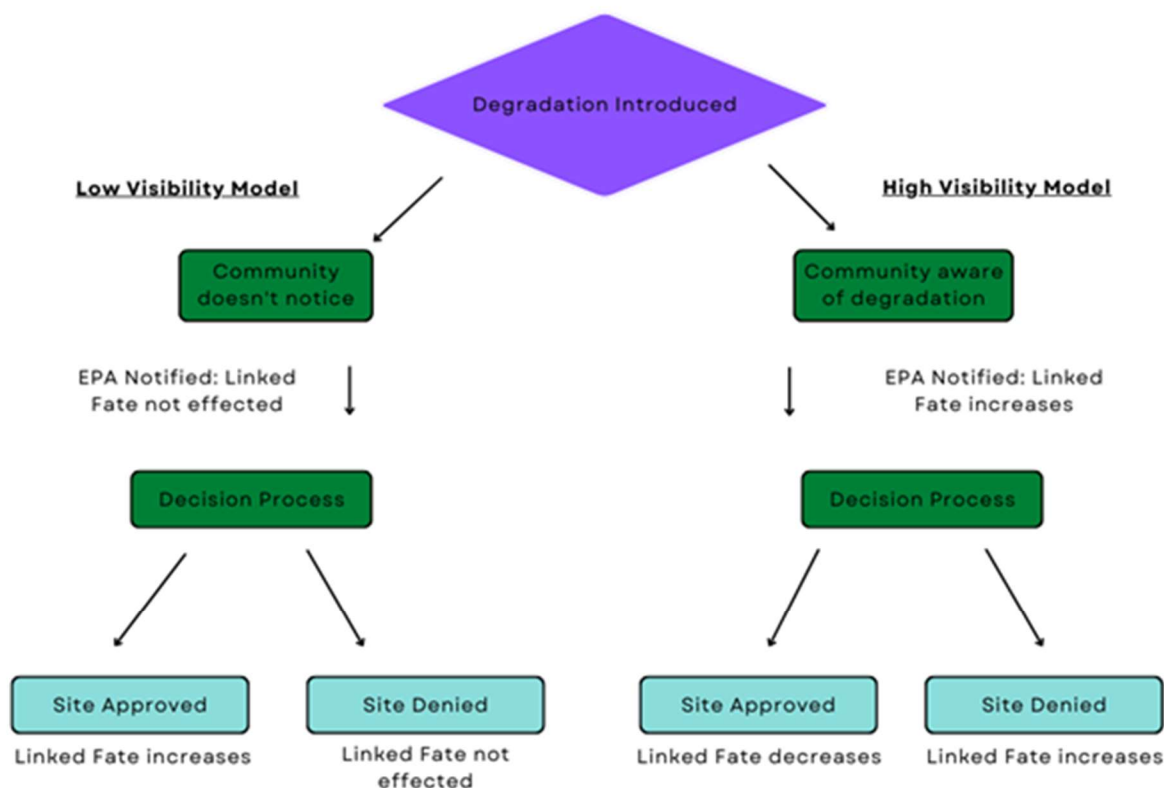 Degradation Introduced
Low Visibility Model
High Visibility Model
Community
doesn't notice
Community aware
of degradation
EPA Notified: Linked
Fate not effected
EPA Notified: Linked
Fate increases
Decision Process
Decision Process
Site Approved
Site Denied
Site Approved
Site Denied
Linked Fate increases
Linked Fate not
effected
Linked Fate decreases
Linked Fate increases